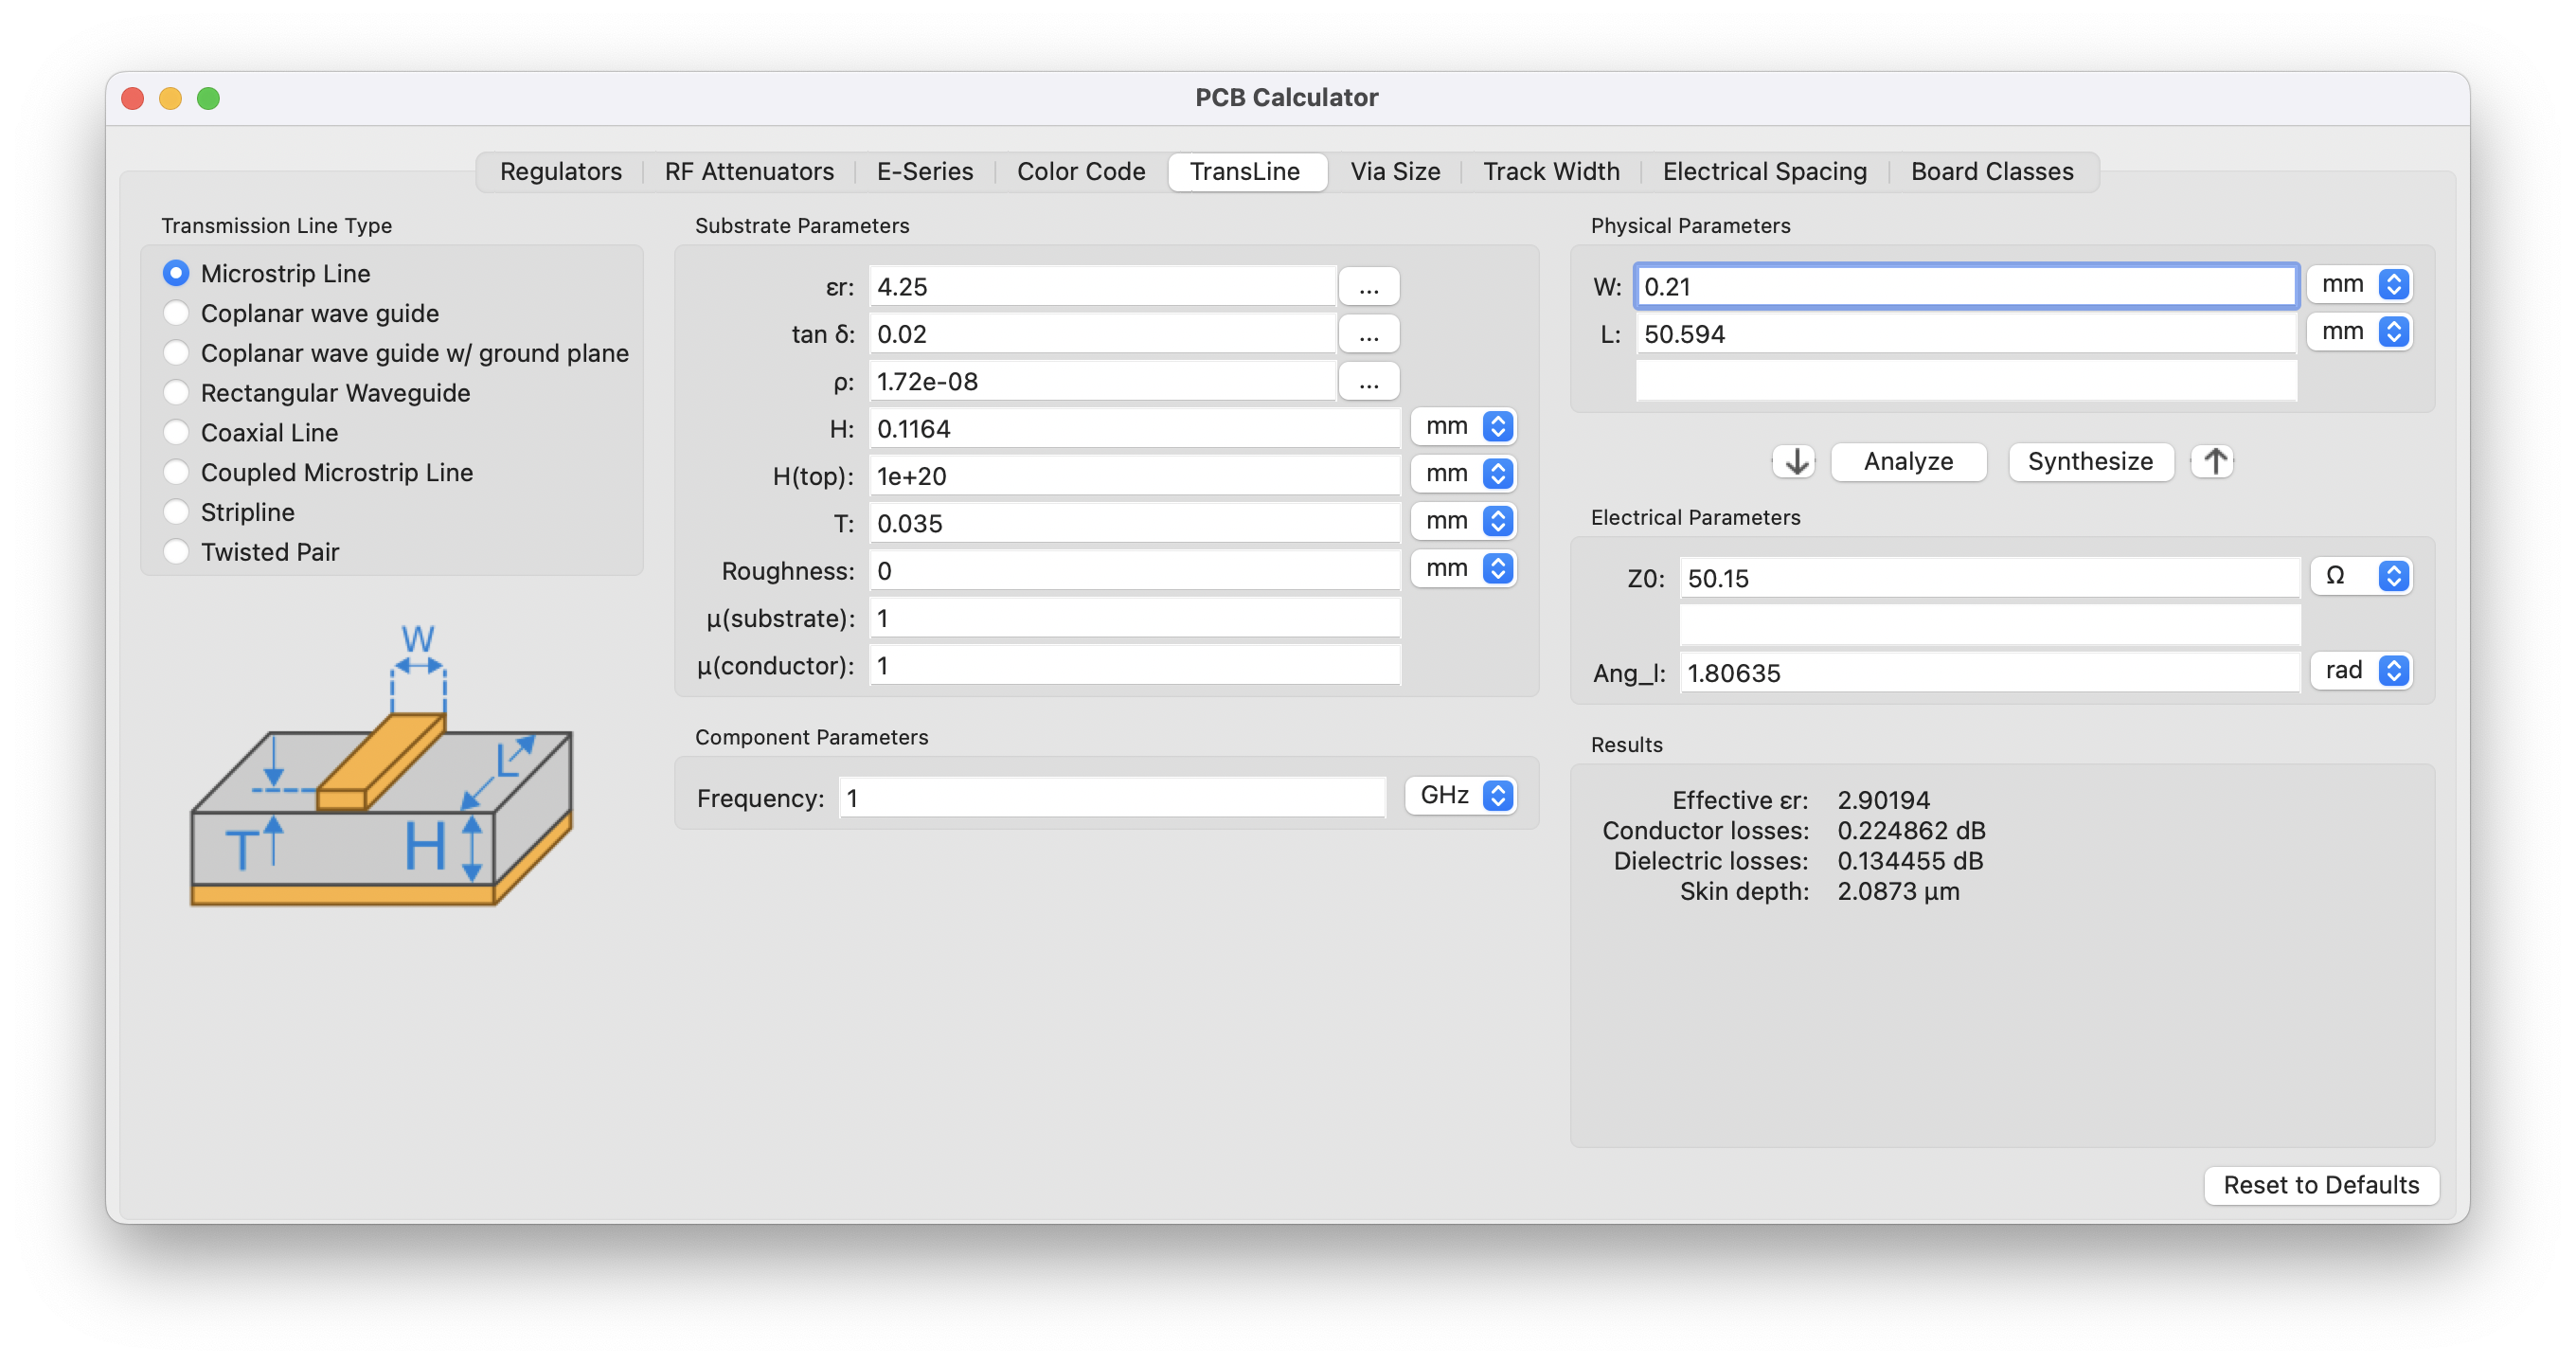 PCB Calculator
Regulators
RF Attenuators
E-Series
Color Code
TransLine
Via Size
Track Width
Electrical Spacing
Board Classes
Transmission Line Type
Microstrip Line
Coplanar wave guide
Coplanar wave guide w/ ground plane
Rectangular Waveguide
Coaxial Line
Coupled Microstrip Line
Stripline
Twisted Pair
W
L
T
H
Substrate Parameters
εr: 4.25 ...
tan δ: 0.02 ...
ρ: 1.72e-08 ...
H: 0.1164 mm
H(top): 1e+20 mm
T: 0.035 mm
Roughness: 0 mm
μ(substrate): 1
μ(conductor): 1
Component Parameters
Frequency: 1 GHz
Physical Parameters
W: 0.21 mm
L: 50.594 mm
Analyze
Synthesize
Electrical Parameters
Z0: 50.15 Ω
Ang_l: 1.80635 rad
Results
Effective εr: 2.90194
Conductor losses: 0.224862 dB
Dielectric losses: 0.134455 dB
Skin depth: 2.0873 µm
Reset to Defaults